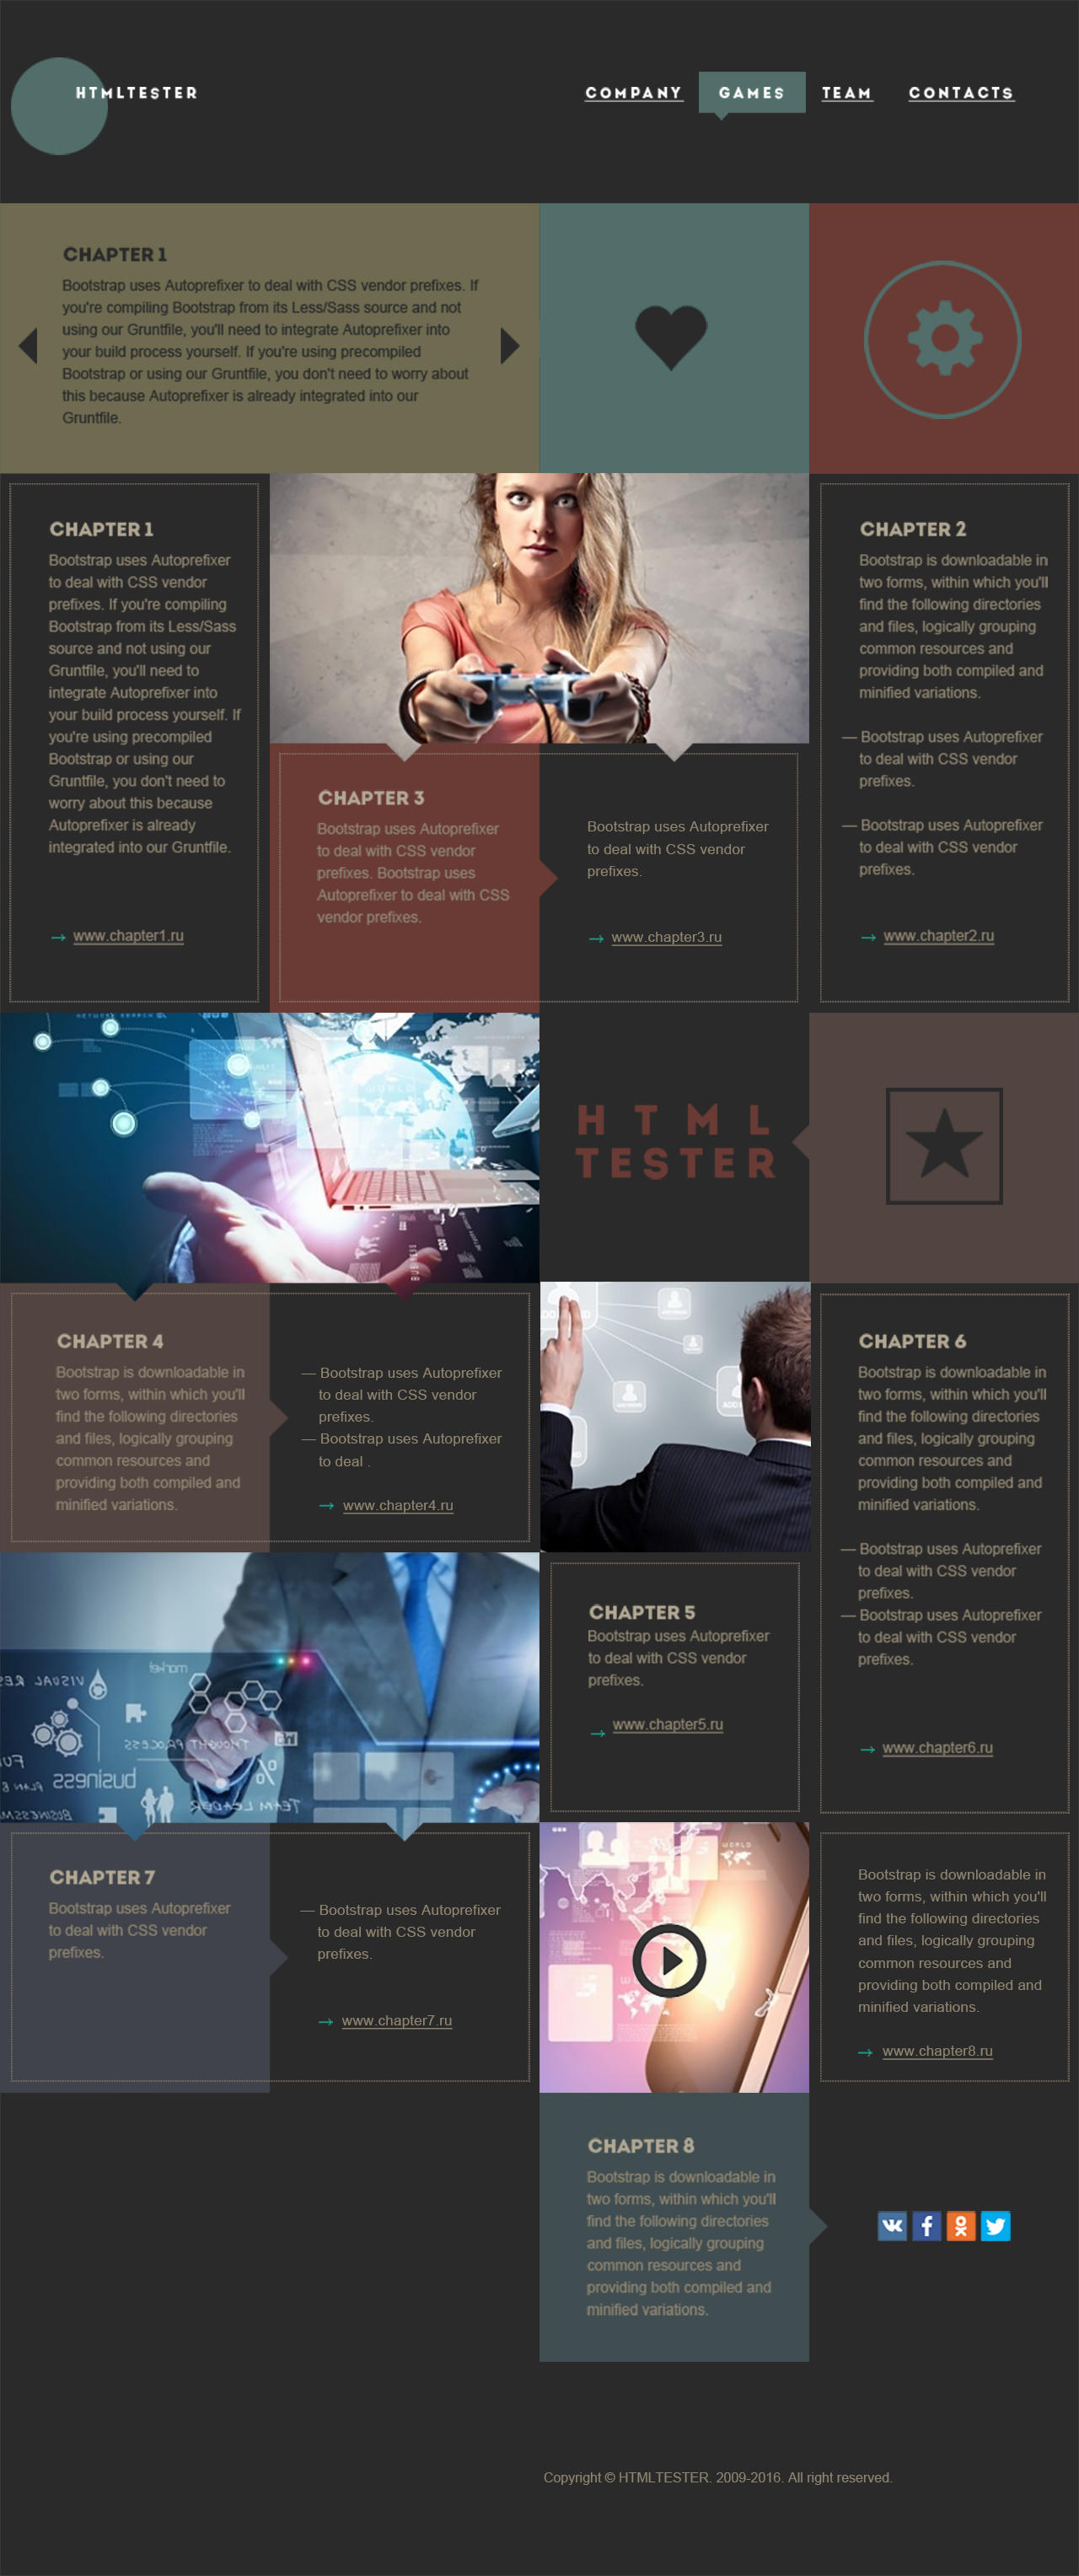 HTMLTESTER
COMPANY
GAMES
TEAM
CONTACTS
CHAPTER 1
Bootstrap uses Autoprefixer to deal with CSS vendor prefixes. If
you're compiling Bootstrap from its Less/Sass source and not
using our Gruntfile, you'll need to integrate Autoprefixer into
your build process yourself. If you're using precompiled
Bootstrap or using our Gruntfile, you don't need to worry about
this because Autoprefixer is already integrated into our
Gruntfile.
CHAPTER 1
Bootstrap uses Autoprefixer
to deal with CSS vendor
prefixes. If you're compiling
Bootstrap from its Less/Sass
source and not using our
Gruntfile, you'll need to
integrate Autoprefixer into
your build process yourself. If
you're using precompiled
Bootstrap or using our
Gruntfile, you don't need to
worry about this because
Autoprefixer is already
integrated into our Gruntfile.
→ www.chapter1.ru
CHAPTER 3
Bootstrap uses Autoprefixer
to deal with CSS vendor
prefixes. Bootstrap uses
Autoprefixer to deal with CSS
vendor prefixes.
Bootstrap uses Autoprefixer
to deal with CSS vendor
prefixes.
→ www.chapter3.ru
CHAPTER 2
Bootstrap is downloadable in
two forms, within which you'll
find the following directories
and files, logically grouping
common resources and
providing both compiled and
minified variations.
— Bootstrap uses Autoprefixer
to deal with CSS vendor
prefixes.
— Bootstrap uses Autoprefixer
to deal with CSS vendor
prefixes.
→ www.chapter2.ru
WORLD
BUSINESS
HTML
TESTER
CHAPTER 4
Bootstrap is downloadable in
two forms, within which you'll
find the following directories
and files, logically grouping
common resources and
providing both compiled and
minified variations.
— Bootstrap uses Autoprefixer
to deal with CSS vendor
prefixes.
— Bootstrap uses Autoprefixer
to deal .
→ www.chapter4.ru
CHAPTER 6
Bootstrap is downloadable in
two forms, within which you'll
find the following directories
and files, logically grouping
common resources and
providing both compiled and
minified variations.
— Bootstrap uses Autoprefixer
to deal with CSS vendor
prefixes.
— Bootstrap uses Autoprefixer
to deal with CSS vendor
prefixes.
→ www.chapter6.ru
market
VISUAL
THOUGHT PROCESS
business
PLAN
TEAM LEADER
CHAPTER 5
Bootstrap uses Autoprefixer
to deal with CSS vendor
prefixes.
→ www.chapter5.ru
CHAPTER 7
Bootstrap uses Autoprefixer
to deal with CSS vendor
prefixes.
— Bootstrap uses Autoprefixer
to deal with CSS vendor
prefixes.
→ www.chapter7.ru
WORLD
Bootstrap is downloadable in
two forms, within which you'll
find the following directories
and files, logically grouping
common resources and
providing both compiled and
minified variations.
→ www.chapter8.ru
CHAPTER 8
Bootstrap is downloadable in
two forms, within which you'll
find the following directories
and files, logically grouping
common resources and
providing both compiled and
minified variations.
Copyright © HTMLTESTER. 2009-2016. All right reserved.